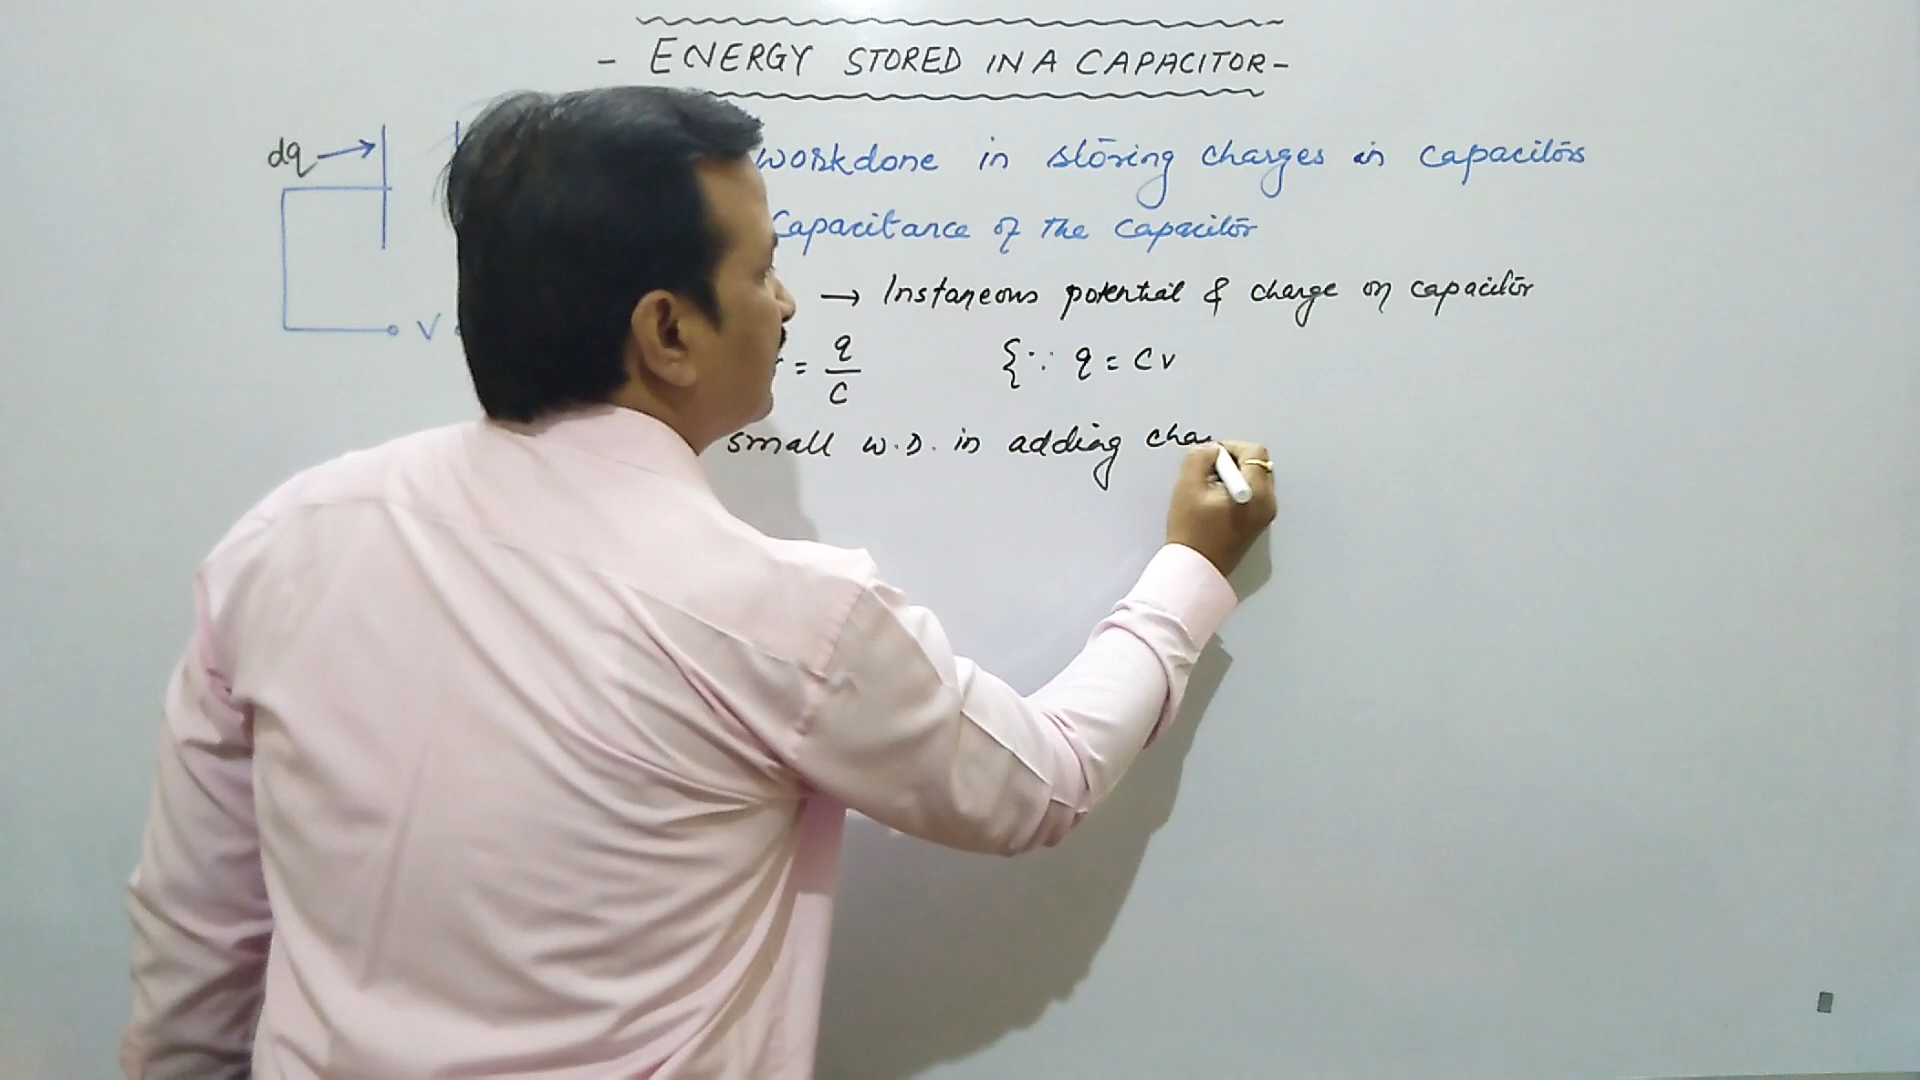 - ENERGY STORED IN A CAPACITOR -
dq
workdone in storing charges in capacitors
Capacitance of the capacitor
→ Instaneous potential & charge on capacitor
V
= q/C {∵ q = CV
small W.D. in adding cha